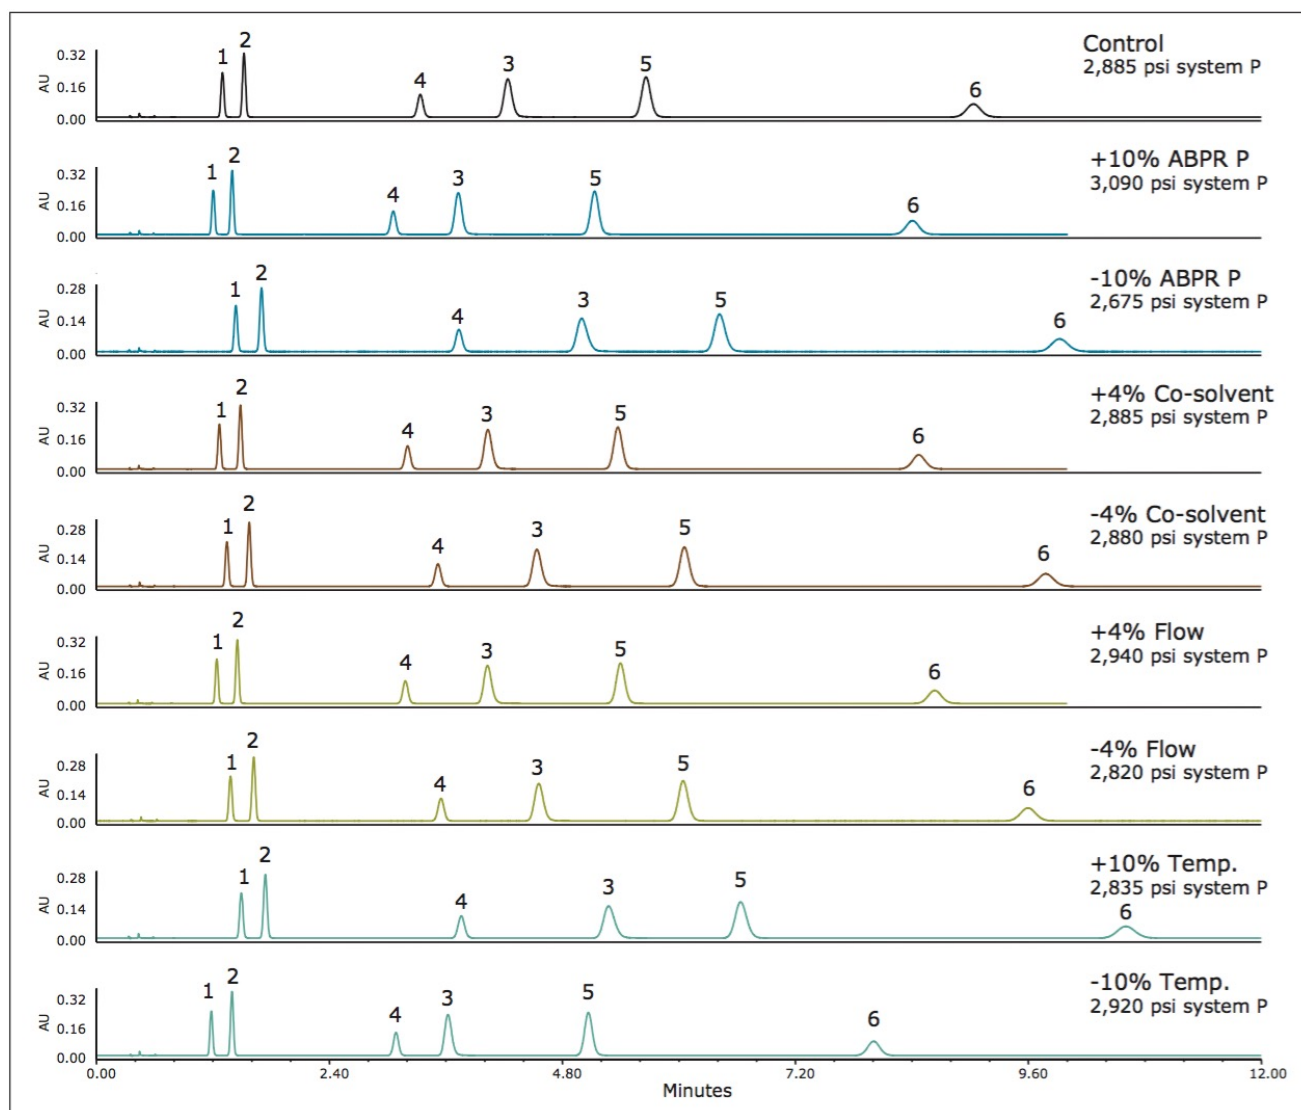 Control
2,885 psi system P
AU
0.32
0.16
0.00
1 2 4 3 5 6
+10% ABPR P
3,090 psi system P
AU
0.32
0.16
0.00
1 2 4 3 5 6
-10% ABPR P
2,675 psi system P
AU
0.28
0.14
0.00
1 2 4 3 5 6
+4% Co-solvent
2,885 psi system P
AU
0.32
0.16
0.00
1 2 4 3 5 6
-4% Co-solvent
2,880 psi system P
AU
0.28
0.14
0.00
1 2 4 3 5 6
+4% Flow
2,940 psi system P
AU
0.32
0.16
0.00
1 2 4 3 5 6
-4% Flow
2,820 psi system P
AU
0.28
0.14
0.00
1 2 4 3 5 6
+10% Temp.
2,835 psi system P
AU
0.28
0.14
0.00
1 2 4 3 5 6
-10% Temp.
2,920 psi system P
AU
0.32
0.16
0.00
1 2 4 3 5 6
0.00 2.40 4.80 7.20 9.60 12.00
Minutes